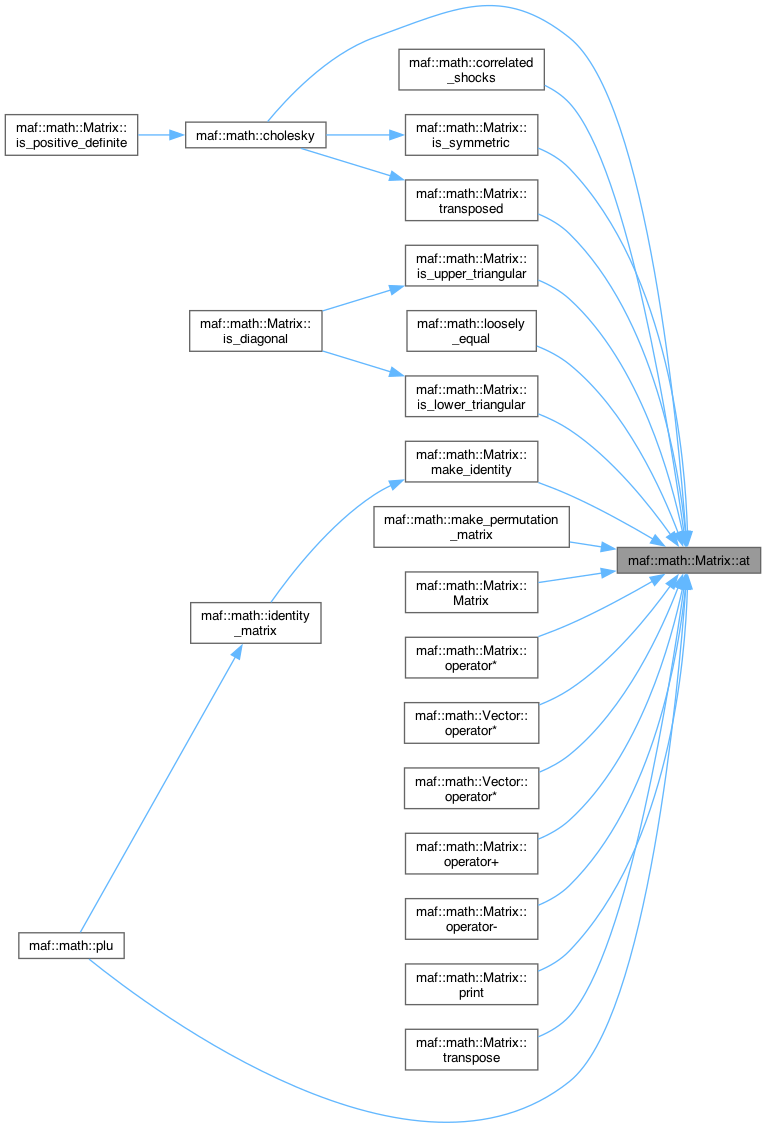 maf::math::correlated
_shocks
maf::math::Matrix::
is_positive_definite
maf::math::cholesky
maf::math::Matrix::
is_symmetric
maf::math::Matrix::
transposed
maf::math::Matrix::
is_upper_triangular
maf::math::Matrix::
is_diagonal
maf::math::loosely
_equal
maf::math::Matrix::
is_lower_triangular
maf::math::Matrix::
make_identity
maf::math::make_permutation
_matrix
maf::math::Matrix::at
maf::math::Matrix::
Matrix
maf::math::identity
_matrix
maf::math::Matrix::
operator*
maf::math::Vector::
operator*
maf::math::Vector::
operator*
maf::math::Matrix::
operator+
maf::math::Matrix::
operator-
maf::math::plu
maf::math::Matrix::
print
maf::math::Matrix::
transpose